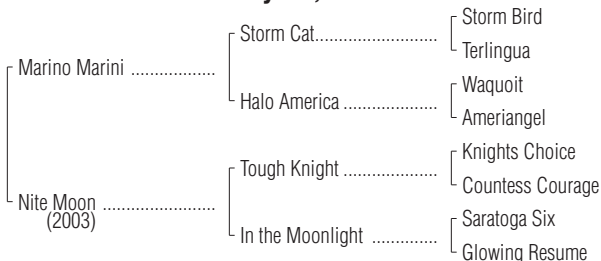 Storm Bird
Storm Cat..............................
Terlingua
Marino Marini ....................
Waquoit
Halo America .......................
Ameriangel
Knights Choice
Tough Knight .......................
Countess Courage
Nite Moon ...........................
(2003)
Saratoga Six
In the Moonlight ................
Glowing Resume